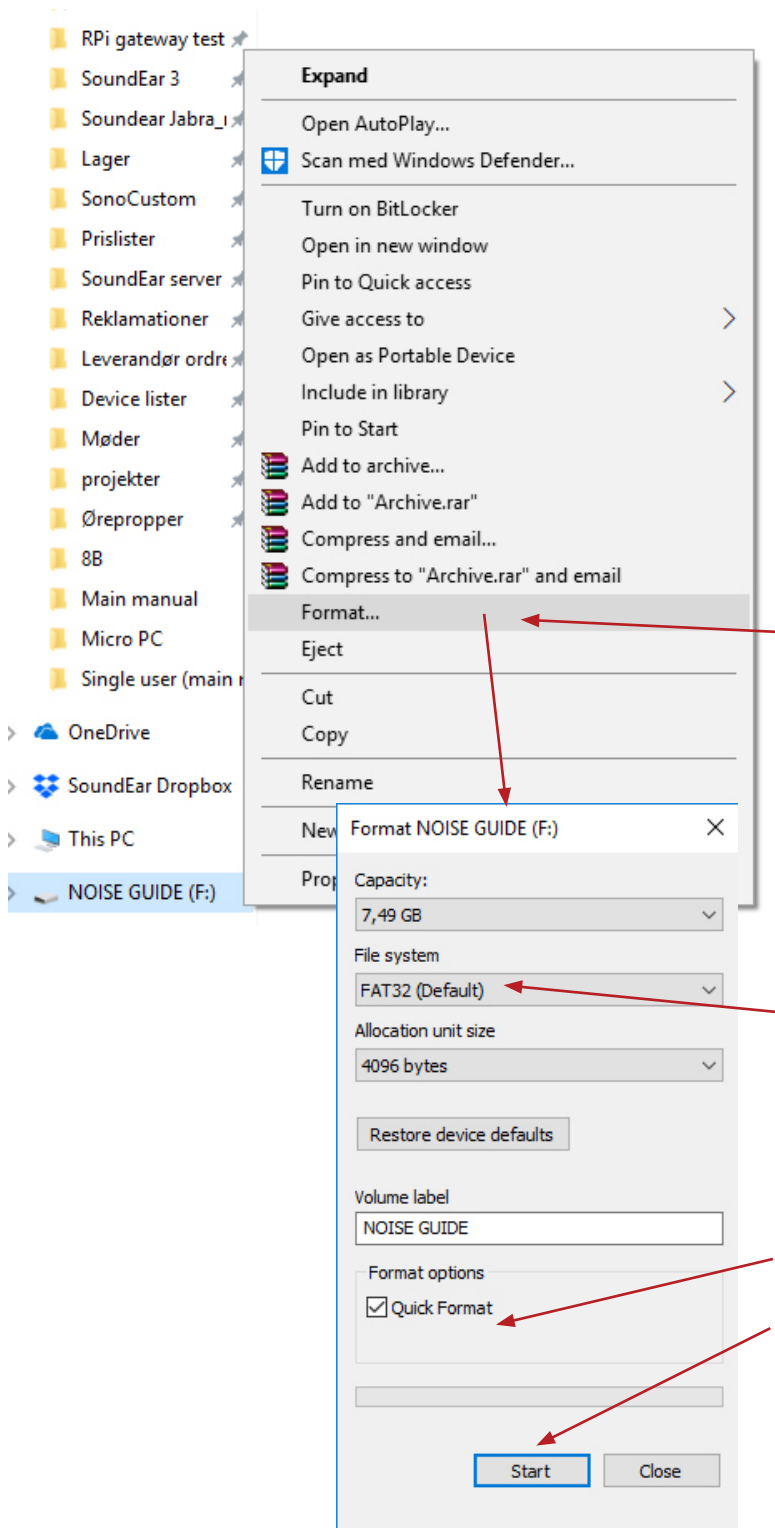 RPi gateway test
SoundEar 3
Soundear Jabra_
Lager
SonoCustom
Prislister
SoundEar server
Reklamationer
Leverandør ordre
Device lister
Møder
projekter
Ørepropper
8B
Main manual
Micro PC
Single user (main
OneDrive
SoundEar Dropbox
This PC
NOISE GUIDE (F:)
Expand
Open AutoPlay...
Scan med Windows Defender...
Turn on BitLocker
Open in new window
Pin to Quick access
Give access to
Open as Portable Device
Include in library
Pin to Start
Add to archive...
Add to "Archive.rar"
Compress and email...
Compress to "Archive.rar" and email
Format...
Eject
Cut
Copy
Rename
New
Prop
Format NOISE GUIDE (F:)
Capacity:
7,49 GB
File system
FAT32 (Default)
Allocation unit size
4096 bytes
Restore device defaults
Volume label
NOISE GUIDE
Format options
Quick Format
Start Close